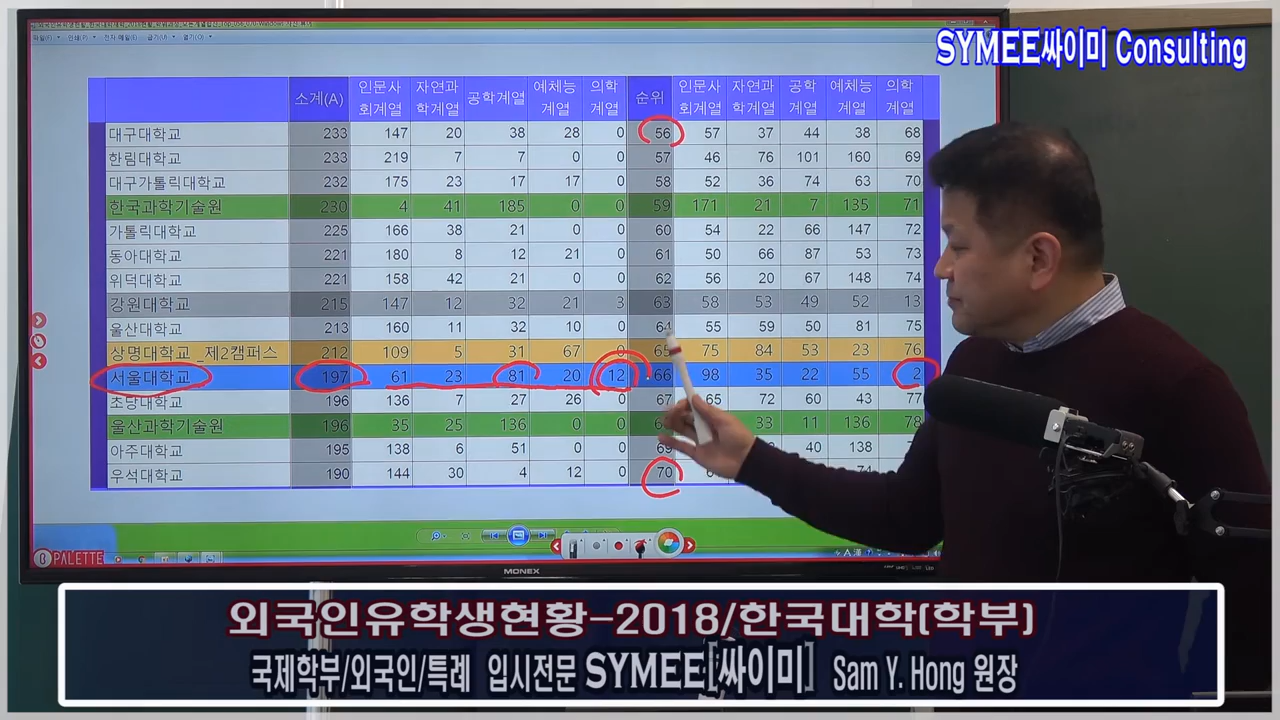 SYMEE싸이미 Consulting
소계(A) 인문사회계열 자연과학계열 공학계열 예체능계열 의학계열 순위 인문사회계열 자연과학계열 공학계열 예체능계열 의학계열
대구대학교 233 147 20 38 28 0 56 57 37 44 38 68
한림대학교 233 219 7 7 0 0 57 46 76 101 160 69
대구가톨릭대학교 232 175 23 17 17 0 58 52 36 74 63 70
한국과학기술원 230 4 41 185 0 0 59 171 21 7 135 71
가톨릭대학교 225 166 38 21 0 0 60 54 22 66 147 72
동아대학교 221 180 8 12 21 0 61 50 66 87 53 73
위덕대학교 221 158 42 21 0 0 62 56 20 67 148 74
강원대학교 215 147 12 32 21 3 63 58 53 49 52 13
울산대학교 213 160 11 32 10 0 64 55 59 50 81 75
상명대학교 _제2캠퍼스 212 109 5 31 67 0 65 75 84 53 23 76
서울대학교 197 61 23 81 20 12 66 98 35 22 55 2
초당대학교 196 136 7 27 26 0 67 65 72 60 43 77
울산과학기술원 196 35 25 136 0 0 33 11 136 78
아주대학교 195 138 6 51 0 0 69 40 138
우석대학교 190 144 30 4 12 0 70
PALETTE
MONEX
외국인유학생현황-2018/한국대학(학부)
국제학부/외국인/특례 입시전문 SYMEE[싸이미] Sam Y. Hong 원장